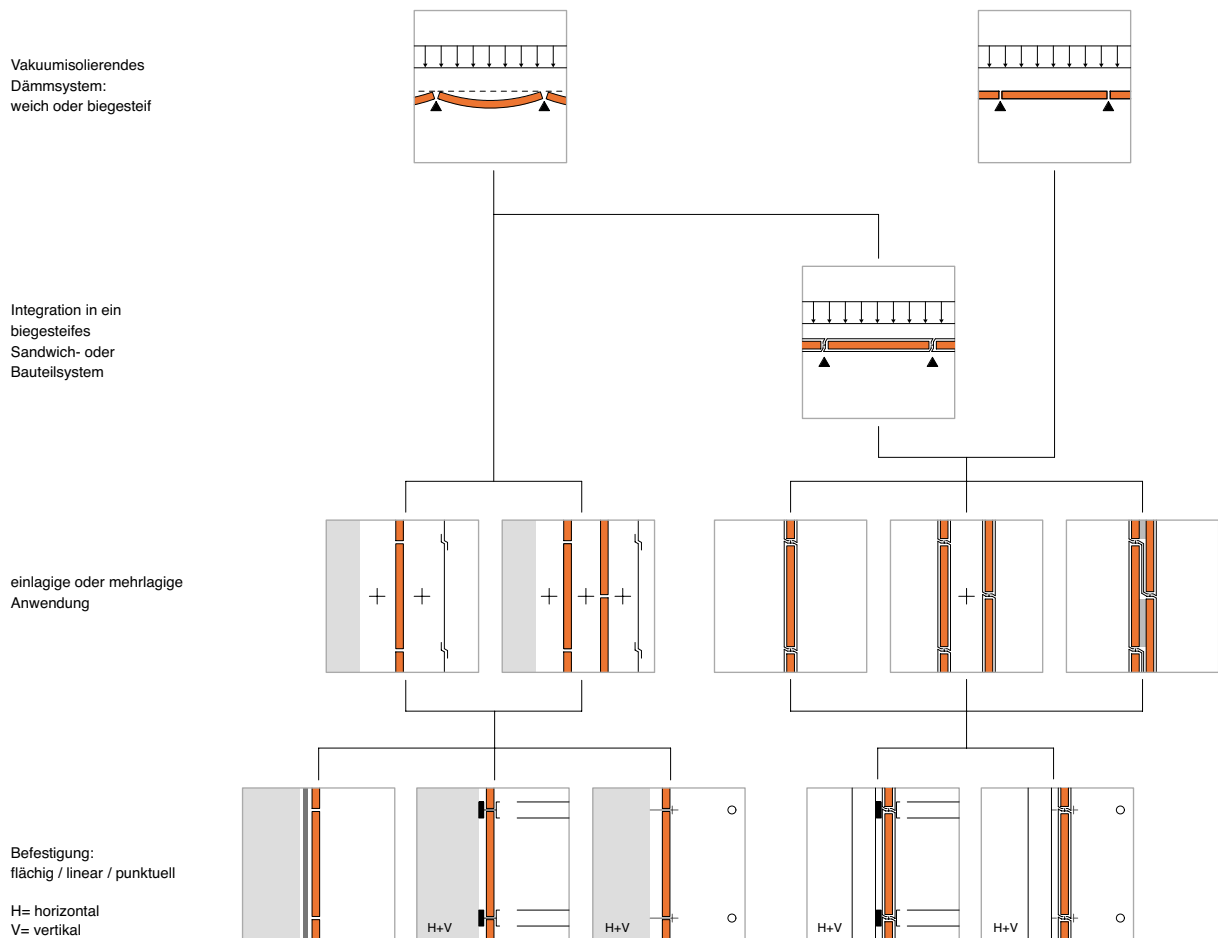 Vakuumisolierendes
Dämmsystem:
weich oder biegesteif
Integration in ein
biegesteifes
Sandwich- oder
Bauteilsystem
einlagige oder mehrlagige
Anwendung
Befestigung:
flächig / linear / punktuell
H= horizontal
V= vertikal
H+V
H+V
H+V
H+V